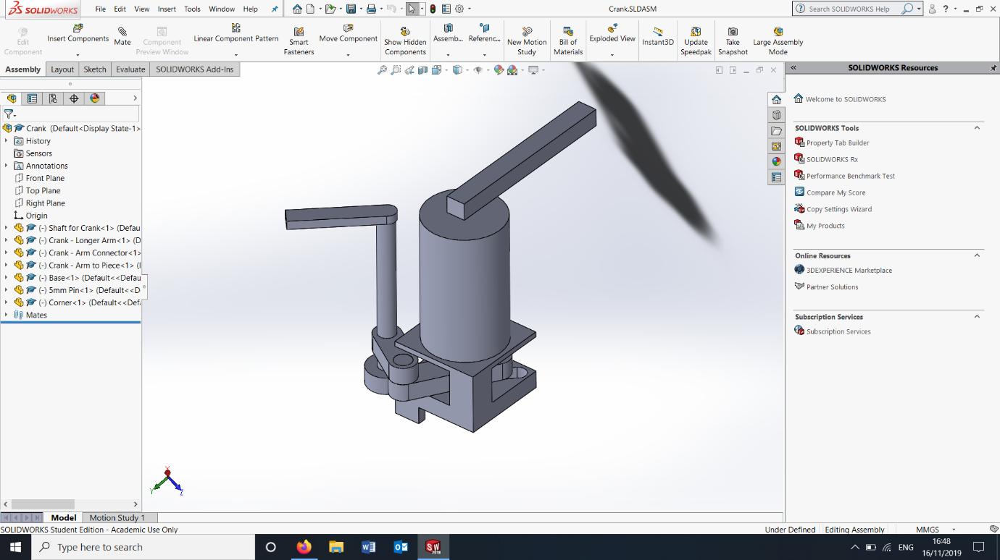 SOLIDWORKS File Edit View Insert Tools Window Help Crank.SLDASM Search SOLIDWORKS Help ?
Edit Component
Insert Components
Mate
Component Preview Window
Linear Component Pattern
Smart Fasteners
Move Component
Show Hidden Components
Assemb...
Referenc...
New Motion Study
Bill of Materials
Exploded View
Instant3D
Update Speedpak
Take Snapshot
Large Assembly Mode
Assembly Layout Sketch Evaluate SOLIDWORKS Add-Ins
SOLIDWORKS Resources
Crank (Default<Display State-1>
History
Sensors
Annotations
Front Plane
Top Plane
Right Plane
Origin
(-) Shaft for Crank<1> (Defau
(-) Crank - Longer Arm<1> (D
(-) Crank - Arm Connector<1>
(-) Crank - Arm to Piece<1> (
(-) Base<1> (Default<<Defau
(-) 5mm Pin<1> (Default<<D
(-) Corner<1> (Default<<Def
Mates
Welcome to SOLIDWORKS
SOLIDWORKS Tools
Property Tab Builder
SOLIDWORKS Rx
Performance Benchmark Test
Compare My Score
Copy Settings Wizard
My Products
Online Resources
3DEXPERIENCE Marketplace
Partner Solutions
Subscription Services
Subscription Services
Y Z
Model Motion Study 1
SOLIDWORKS Student Edition - Academic Use Only Under Defined Editing Assembly MMGS
Type here to search ENG 16:48
16/11/2019